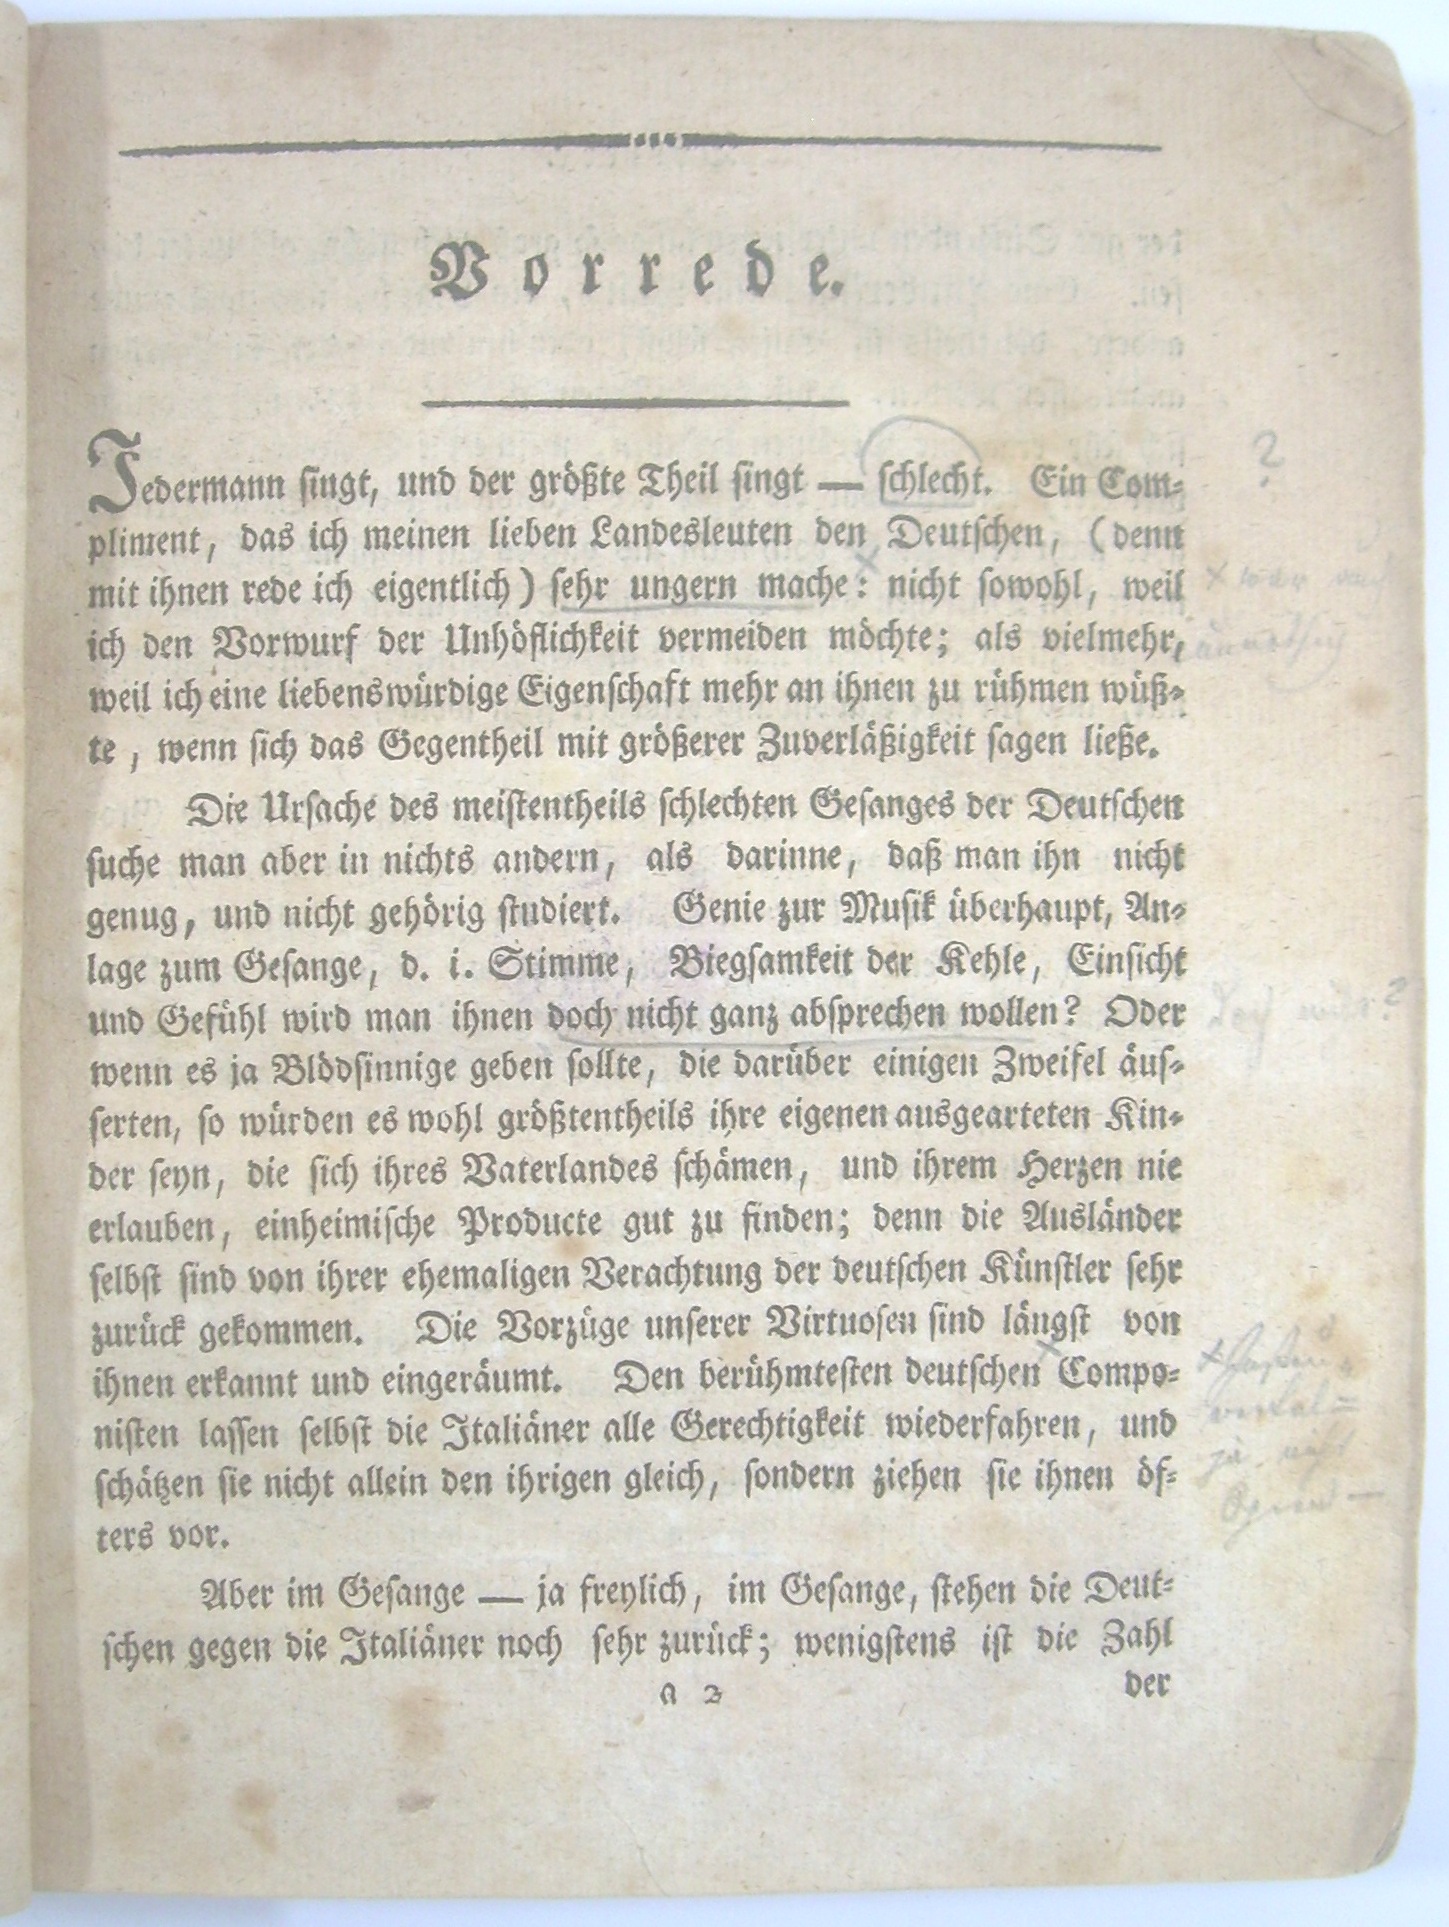 Vorrede.
Jedermann singt, und der größte Theil singt — schlecht. Ein Com-
?
pliment, das ich meinen lieben Landesleuten den Deutschen, (denn
mit ihnen rede ich eigentlich) sehr ungern mache: nicht sowohl, weil
ich den Vorwurf der Unhöflichkeit vermeiden möchte; als vielmehr,
weil ich eine liebenswürdige Eigenschaft mehr an ihnen zu rühmen wüß-
te, wenn sich das Gegentheil mit größerer Zuverläßigkeit sagen ließe.
Die Ursache des meistentheils schlechten Gesanges der Deutschen
suche man aber in nichts andern, als darinne, daß man ihn nicht
genug, und nicht gehörig studiert. Genie zur Musik überhaupt, An-
lage zum Gesange, d. i. Stimme, Biegsamkeit der Kehle, Einsicht
und Gefühl wird man ihnen doch nicht ganz absprechen wollen? Oder
wenn es ja Blödsinnige geben sollte, die darüber einigen Zweifel äus-
serten, so würden es wohl größtentheils ihre eigenen ausgearteten Kin-
der seyn, die sich ihres Vaterlandes schämen, und ihrem Herzen nie
erlauben, einheimische Producte gut zu finden; denn die Ausländer
selbst sind von ihrer ehemaligen Verachtung der deutschen Künstler sehr
zurück gekommen. Die Vorzüge unserer Virtuosen sind längst von
ihnen erkannt und eingeräumt. Den berühmtesten deutschen Compo-
nisten lassen selbst die Italiäner alle Gerechtigkeit wiederfahren, und
schätzen sie nicht allein den ihrigen gleich, sondern ziehen sie ihnen öf-
ters vor.
Aber im Gesange — ja freylich, im Gesange, stehen die Deut-
schen gegen die Italiäner noch sehr zurück; wenigstens ist die Zahl
a 2 der